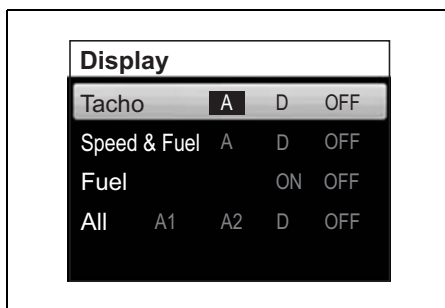 Display
Tacho A D OFF
Speed & Fuel A D OFF
Fuel ON OFF
All A1 A2 D OFF